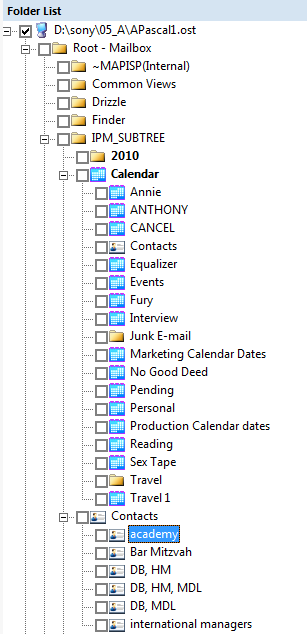 Folder List
D:\sony\05_A\APascal1.ost
Root - Mailbox
~MAPISP(Internal)
Common Views
Drizzle
Finder
IPM_SUBTREE
2010
Calendar
Annie
ANTHONY
CANCEL
Contacts
Equalizer
Events
Fury
Interview
Junk E-mail
Marketing Calendar Dates
No Good Deed
Pending
Personal
Production Calendar dates
Reading
Sex Tape
Travel
Travel 1
Contacts
academy
Bar Mitzvah
DB, HM
DB, HM, MDL
DB, MDL
international managers